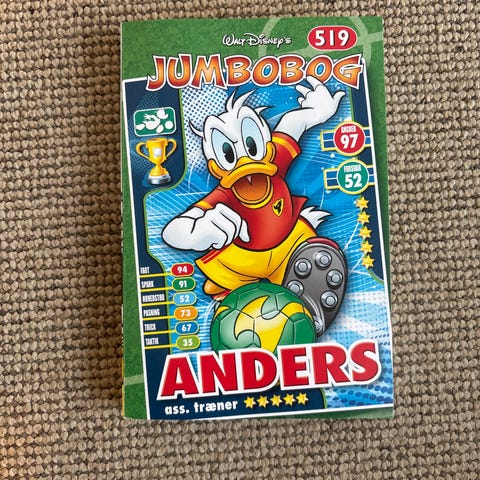 Walt Disney's
519
JUMBOBOG
ANGREB
97
FORSVAR
52
FART 94
SPARK 91
HOVEDSTØD 52
PASNING 73
TRICK 67
TAKTIK 35
ANDERS
ass. træner